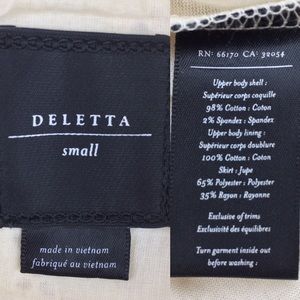 DELETTA
small
made in vietnam
fabriqué au vietnam
RN: 66170 CA: 32054
Upper body shell :
Supérieur corps coquille
98% Cotton : Coton
2% Spandex : Spandex
Upper body lining :
Supérieur corps doublure
100% Cotton : Coton
Skirt : Jupe
65% Polyester : Polyester
35% Rayon : Rayonne
Exclusive of trims
Exclusivité des équilibres
Turn garment inside out
before washing :